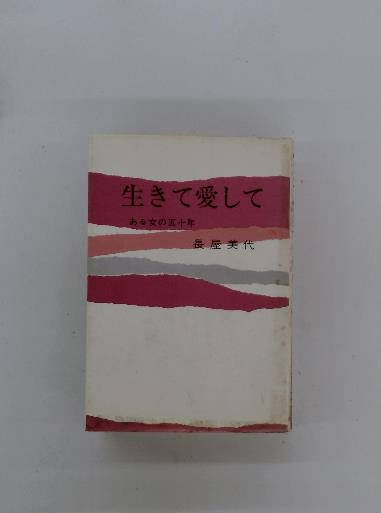 生きて愛して
ある女の五十年
長屋美代